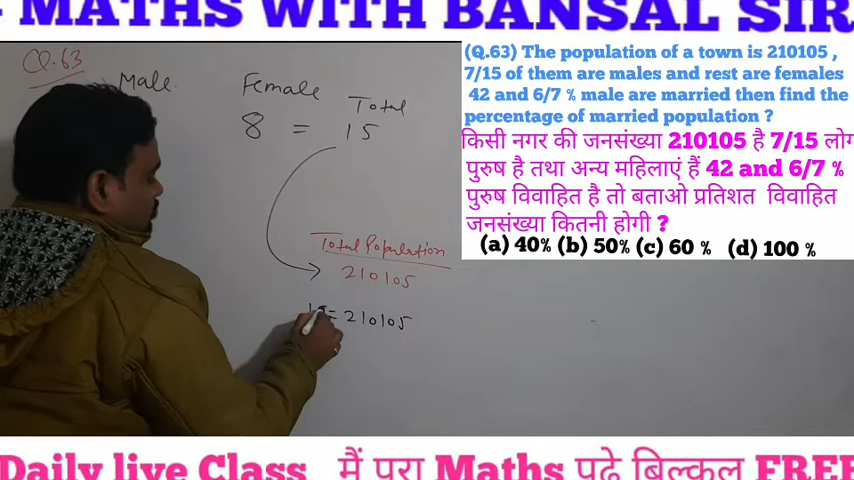 - MATHS WITH BANSAL SIR
Q.63
Male.
Female
Total
8 = 15
Total Population
210105
= 210105
(Q.63) The population of a town is 210105 ,
7/15 of them are males and rest are females
42 and 6/7 % male are married then find the
percentage of married population ?
किसी नगर की जनसंख्या 210105 है 7/15
पुरुष है तथा अन्य महिलाएं हैं 42 and 6/7 %
पुरुष विवाहित है तो बताओ प्रतिशत विवाहित
जनसंख्या कितनी होगी ?
(a) 40% (b) 50% (c) 60 % (d) 100 %
Daily live Class में पूरा Maths पढे बिल्कुल FREE